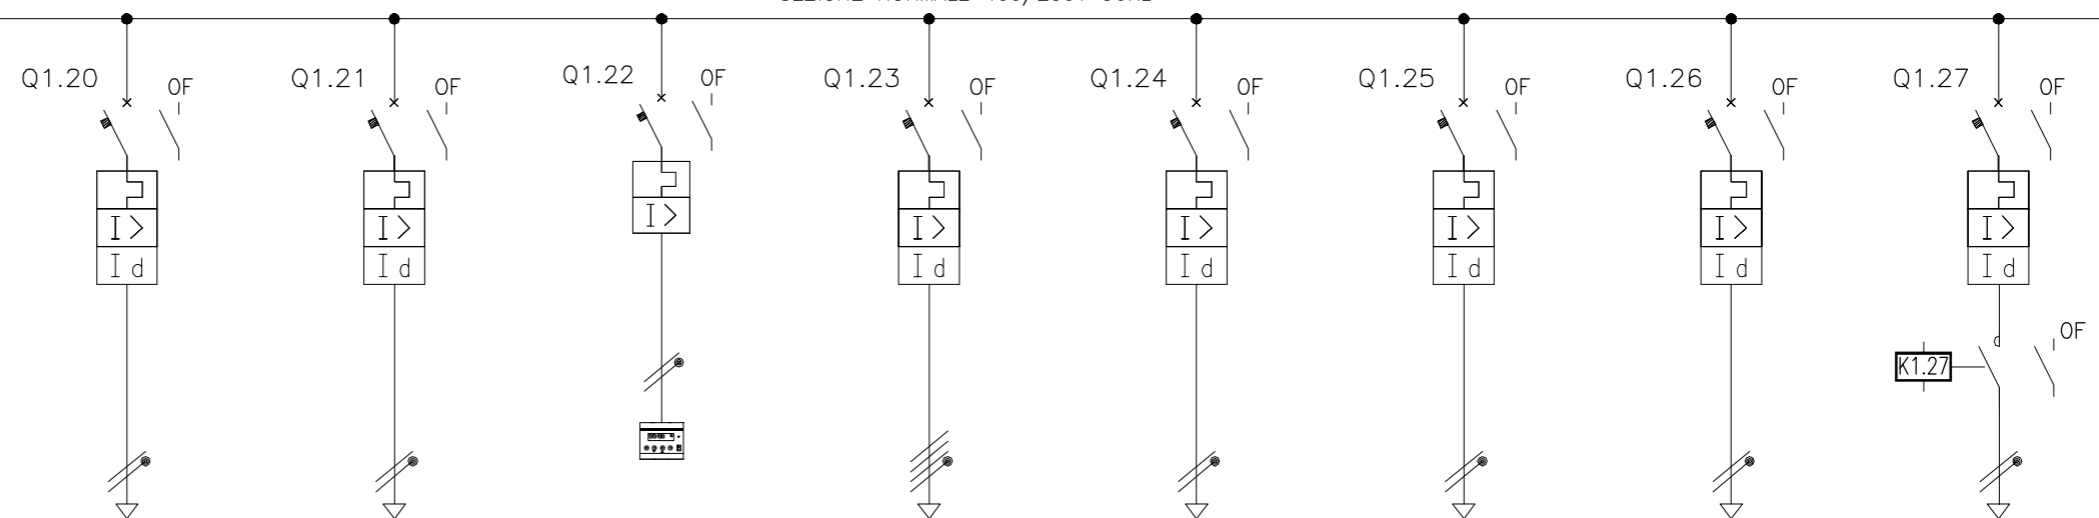 Q1.20 OF Q1.21 OF Q1.22 OF Q1.23 OF Q1.24 OF Q1.25 OF Q1.26 OF Q1.27 OF
I> I> I> I> I> I> I> I>
Id Id Id Id Id Id Id
K1.27 OF